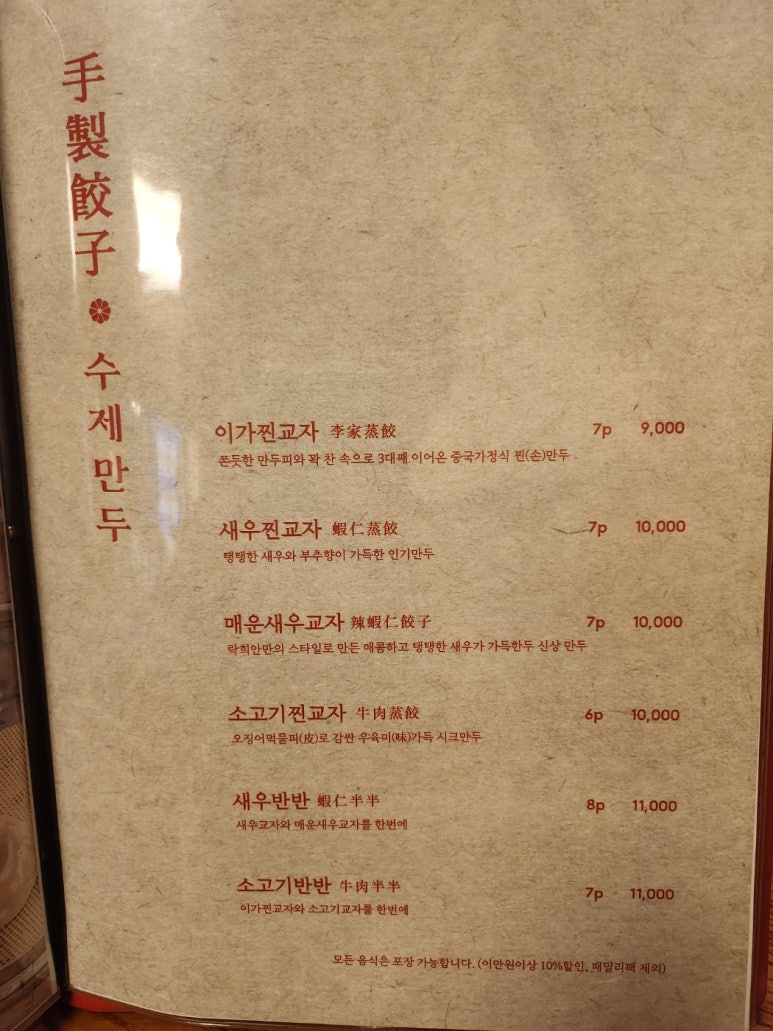 手製餃子 수제만두
이가찐교자 李家蒸餃 7p 9,000
쫀듯한 만두피와 꽉 찬 속으로 3대째 이어온 중국가정식 찐(손)만두
새우찐교자 蝦仁蒸餃 7p 10,000
탱탱한 새우와 부추향이 가득한 인기만두
매운새우교자 辣蝦仁餃子 7p 10,000
락희안만의 스타일로 만든 매콤하고 탱탱한 새우가 가득한두 신상 만두
소고기찐교자 牛肉蒸餃 6p 10,000
오징어먹물피(皮)로 감싼 우육미(味)가득 시크만두
새우반반 蝦仁半半 8p 11,000
새우교자와 매운새우교자를 한번에
소고기반반 牛肉半半 7p 11,000
이가찐교자와 소고기교자를 한번에
모든 음식은 포장 가능합니다. (이만원이상 10%할인, 패밀리팩 제외)